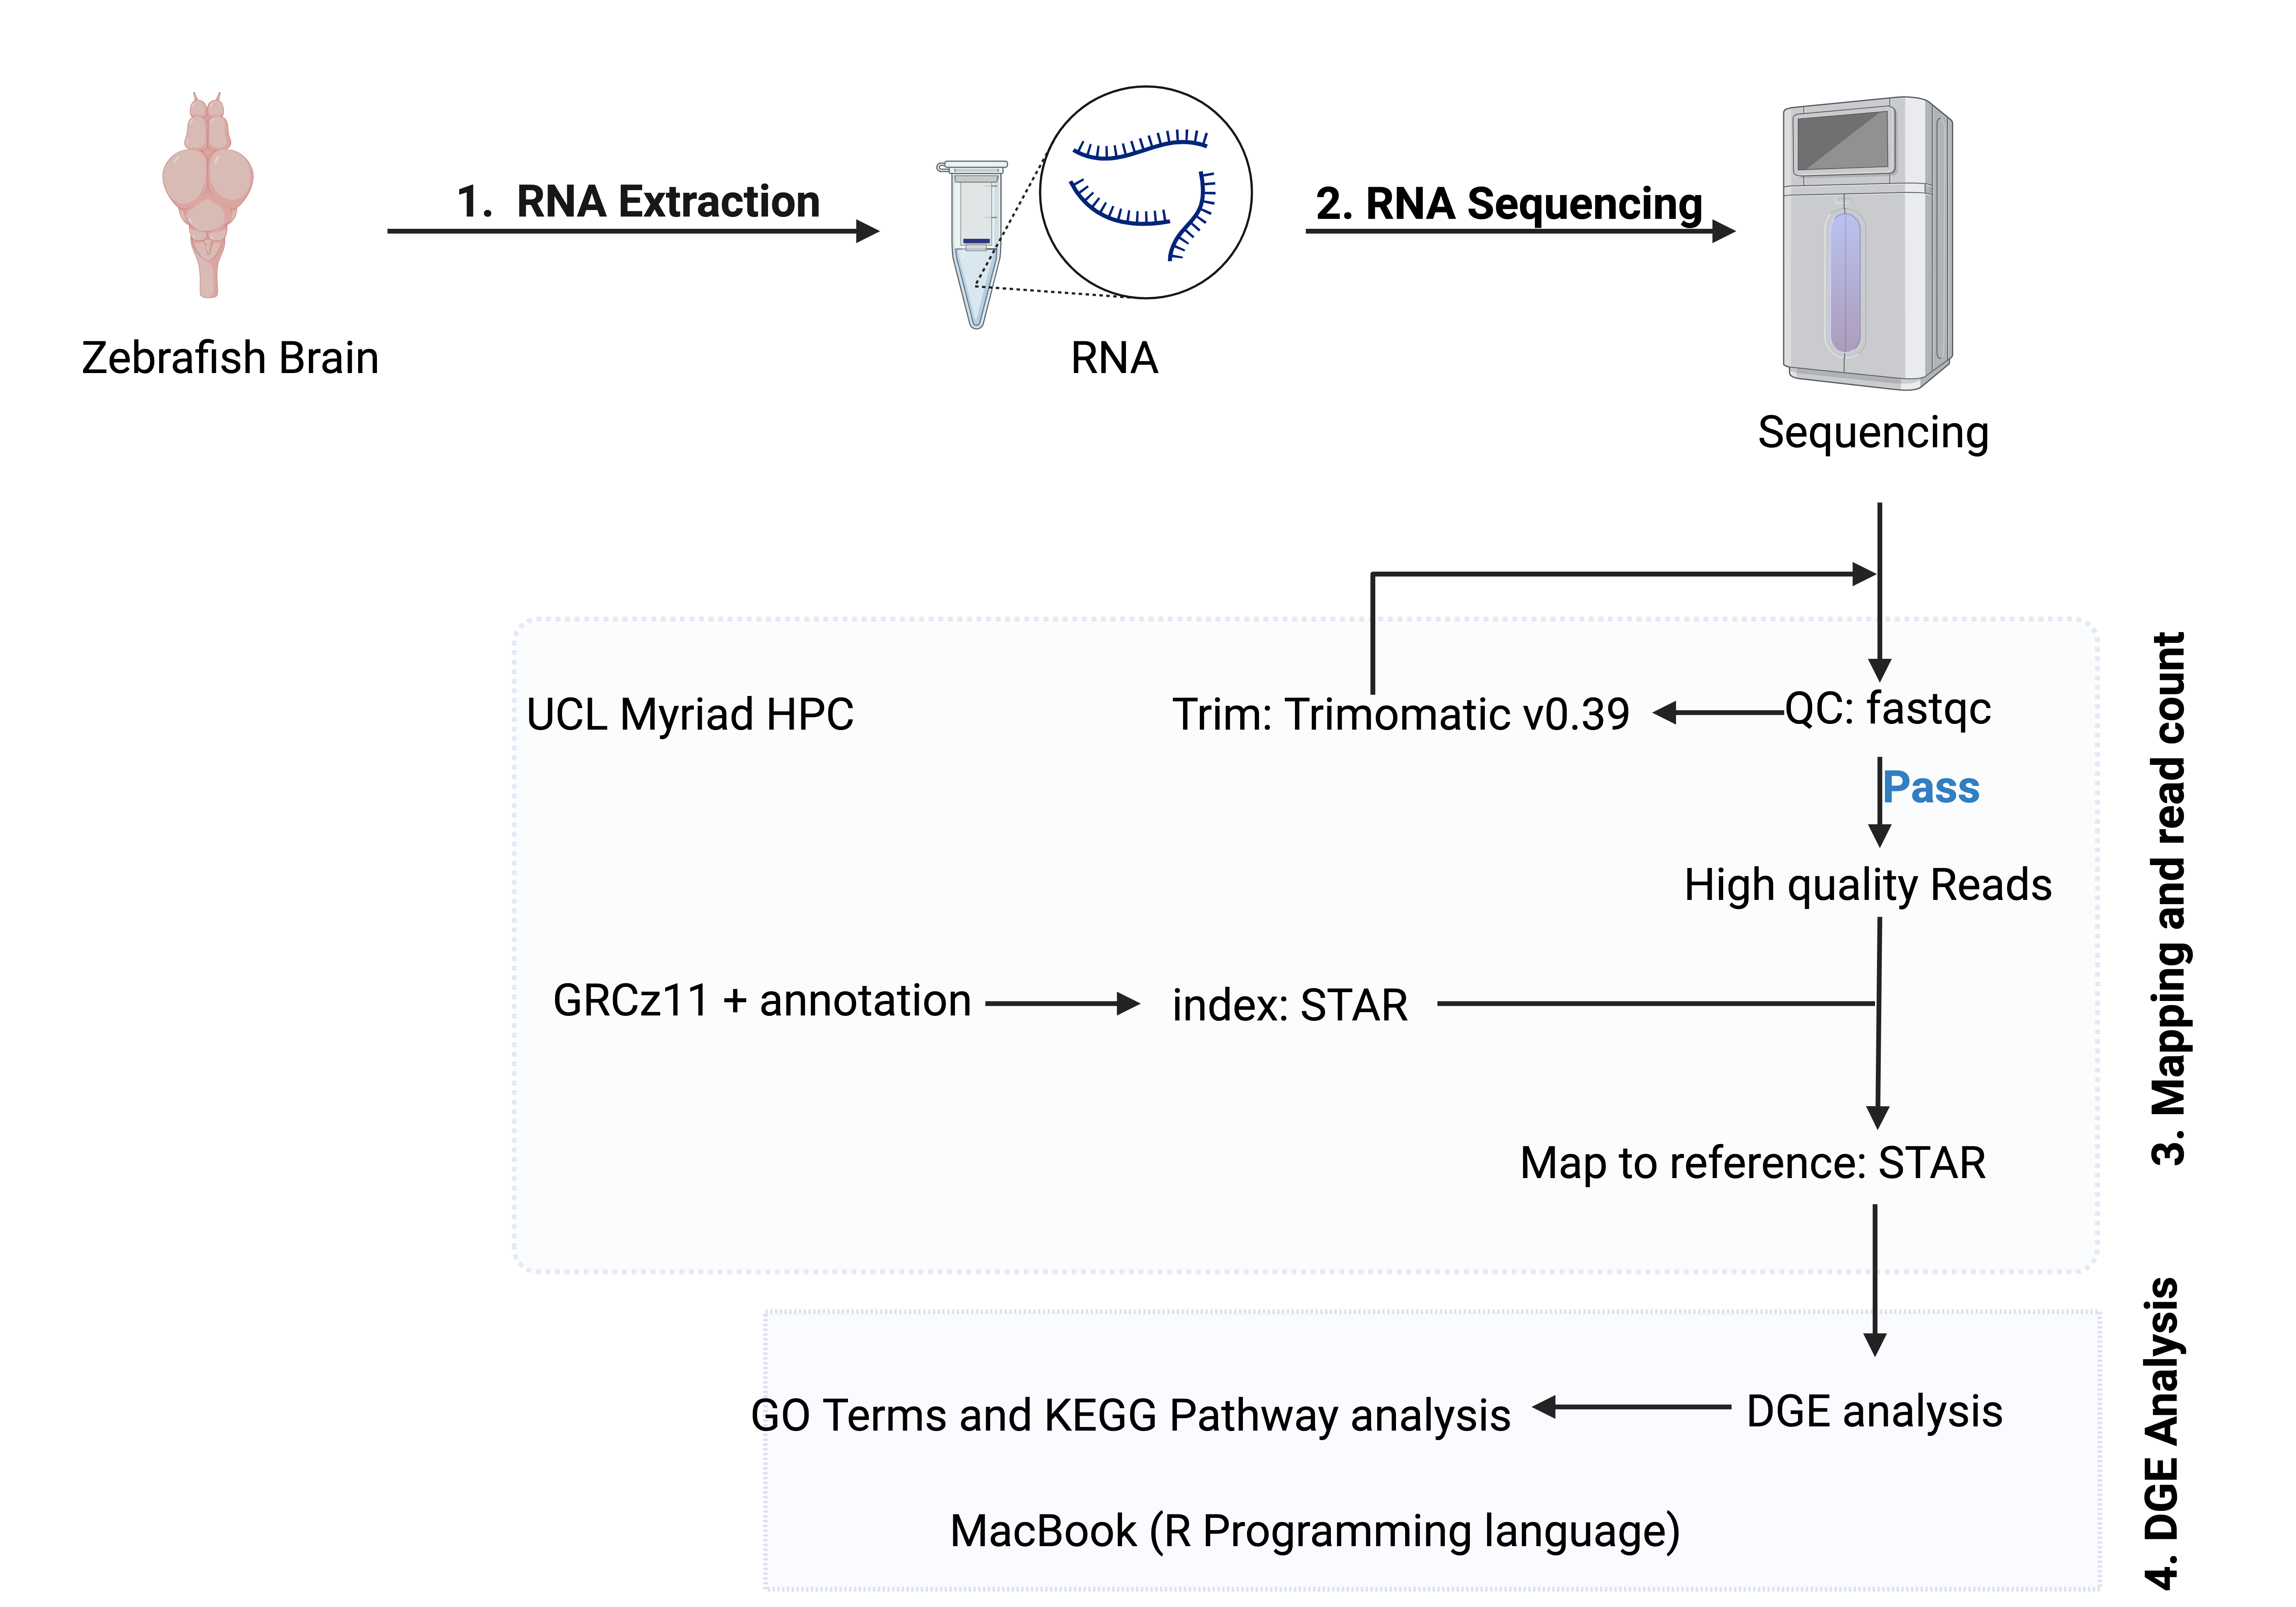 1. RNA Extraction
2. RNA Sequencing
Zebrafish Brain
RNA
Sequencing
UCL Myriad HPC
Trim: Trimomatic v0.39
QC: fastqc
Pass
High quality Reads
GRCz11 + annotation
index: STAR
Map to reference: STAR
3. Mapping and read count
GO Terms and KEGG Pathway analysis
DGE analysis
MacBook (R Programming language)
4. DGE Analysis